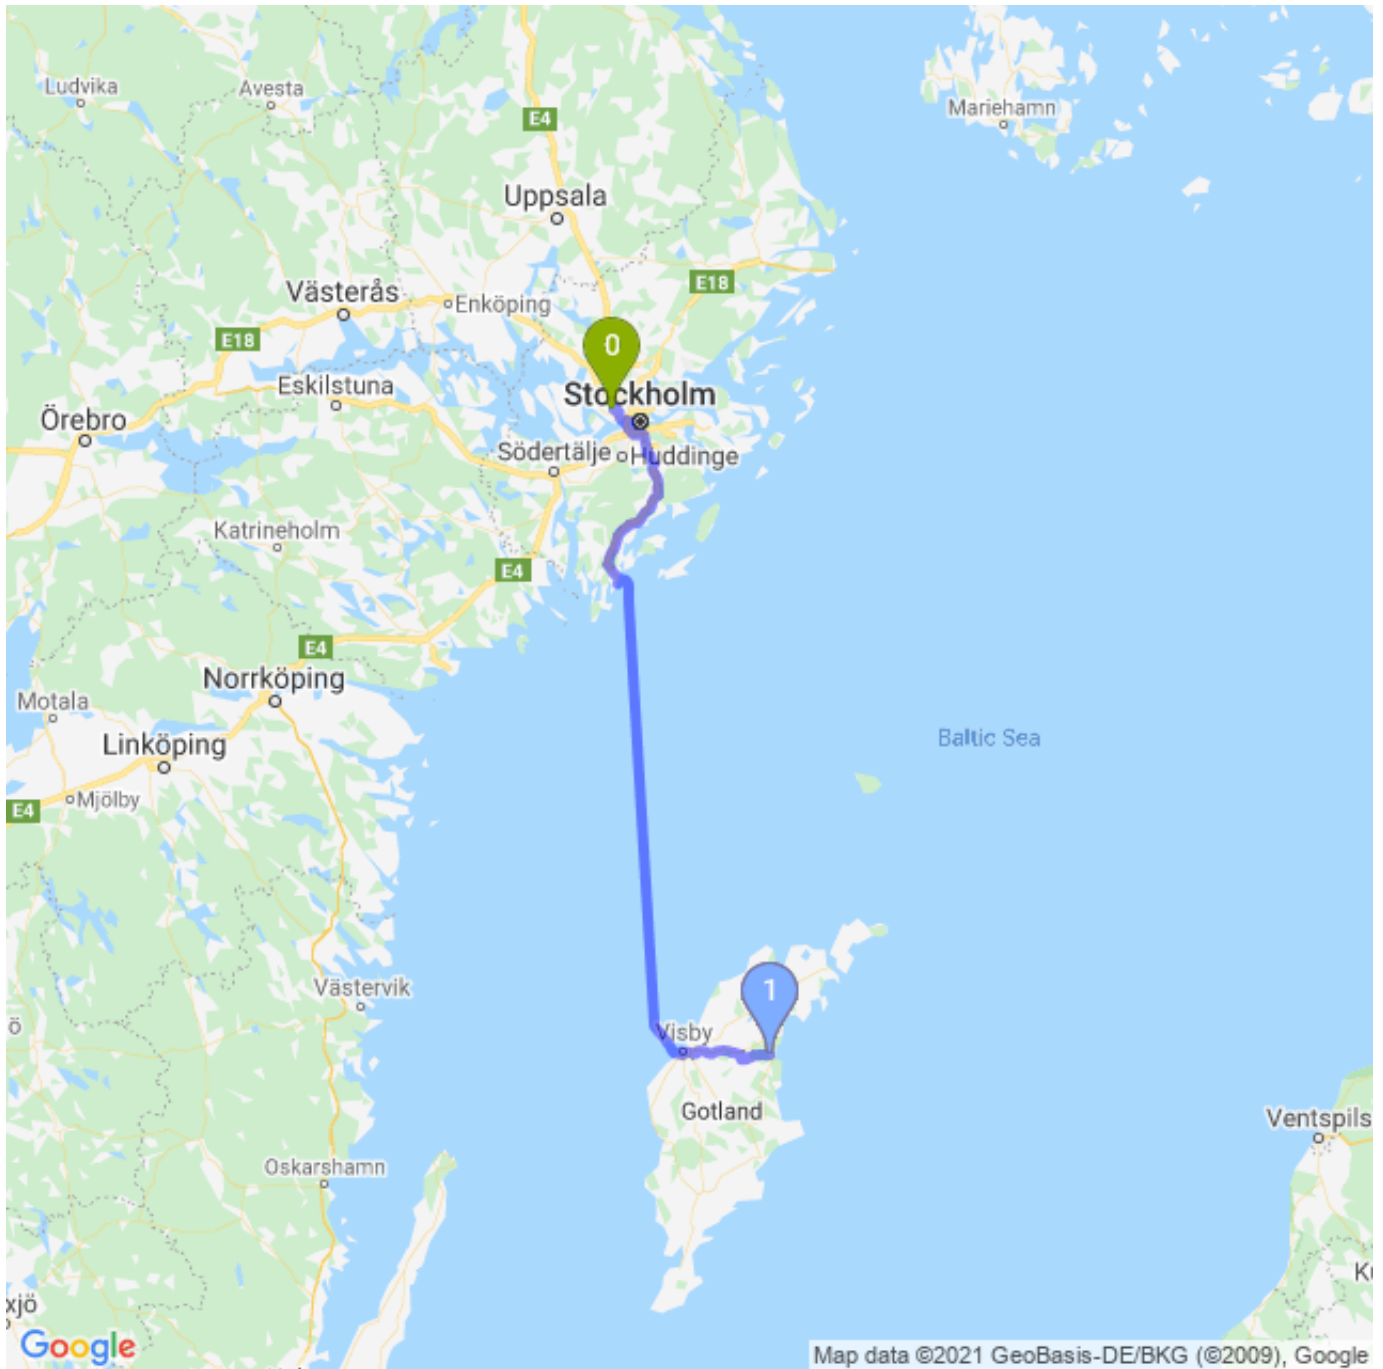 Ludvika
Avesta
Mariehamn
E4
Uppsala
E18
Västerås
Enköping
E18
0
Eskilstuna
Stockholm
Örebro
Södertälje
Huddinge
Katrineholm
E4
E4
Norrköping
Motala
Baltic Sea
Linköping
Mjölby
E4
Västervik
1
ö
Visby
Gotland
Ventspils
Oskarshamn
xjö
Google
Map data ©2021 GeoBasis-DE/BKG (©2009), Google